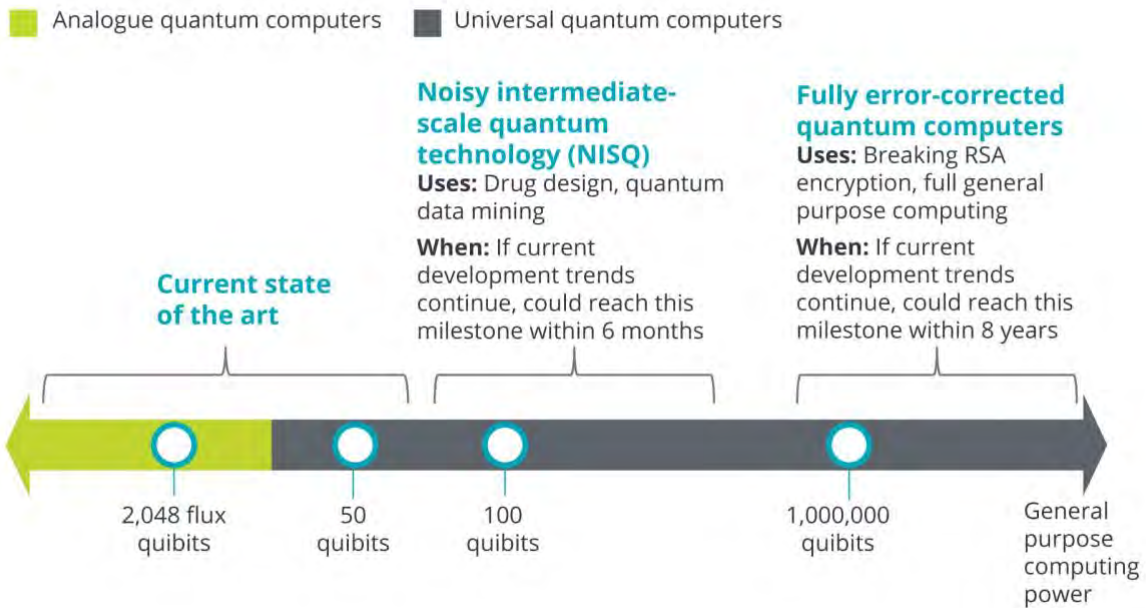 Analogue quantum computers
Universal quantum computers
Noisy intermediate-
scale quantum
technology (NISQ)
Uses: Drug design, quantum
data mining
When: If current
development trends
continue, could reach this
milestone within 6 months
Fully error-corrected
quantum computers
Uses: Breaking RSA
encryption, full general
purpose computing
When: If current
development trends
continue, could reach this
milestone within 8 years
Current state
of the art
2,048 flux
quibits
50
quibits
100
quibits
1,000,000
quibits
General
purpose
computing
power